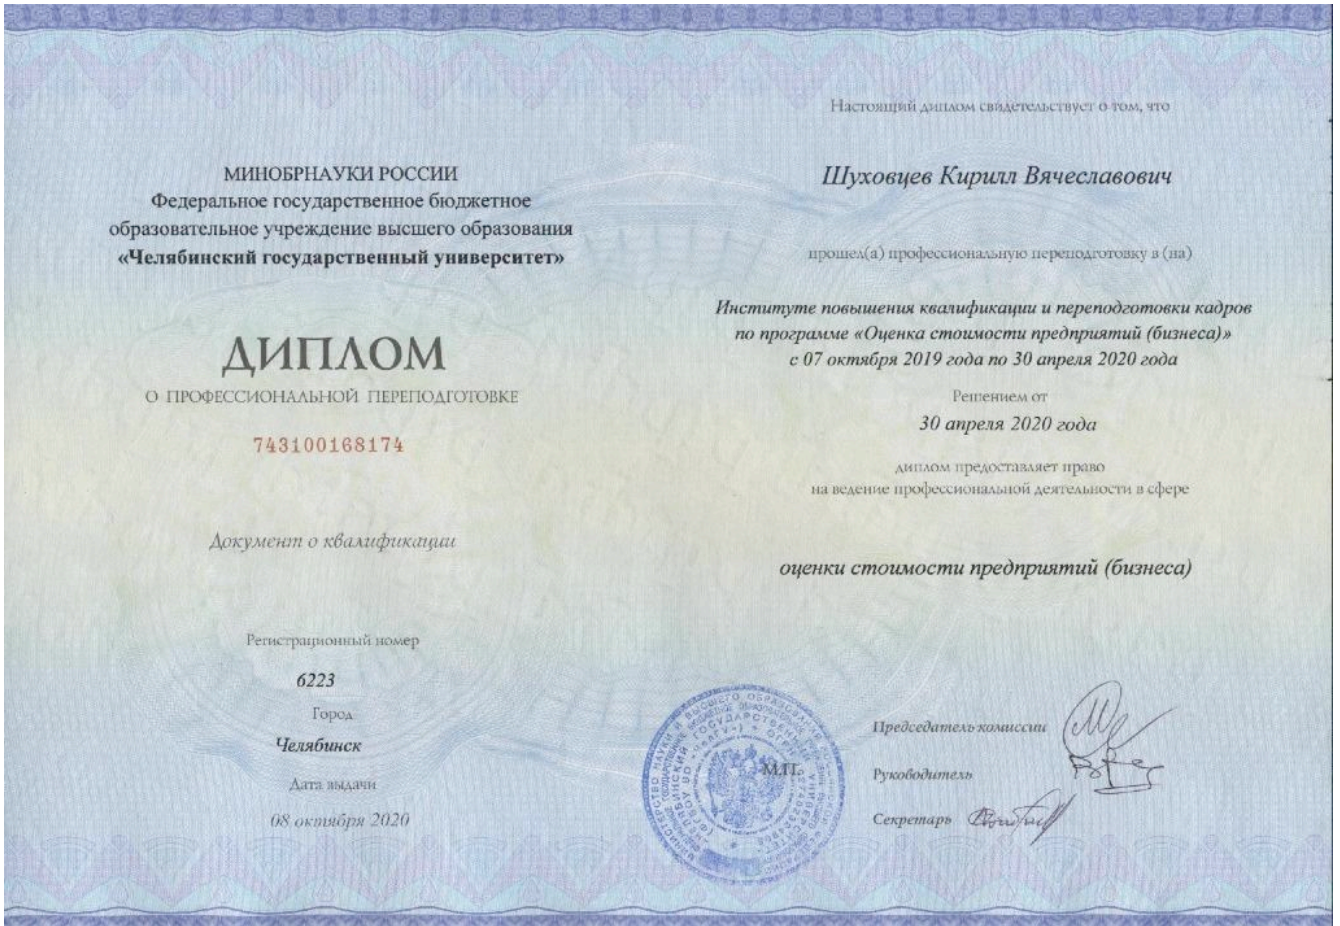 МИНОБРНАУКИ РОССИИ
Федеральное государственное бюджетное
образовательное учреждение высшего образования
«Челябинский государственный университет»
ДИПЛОМ
О ПРОФЕССИОНАЛЬНОЙ ПЕРЕПОДГОТОВКЕ
743100168174
Документ о квалификации
Регистрационный номер
6223
Город
Челябинск
Дата выдачи
08 октября 2020
Настоящий диплом свидетельствует о том, что
Шуховцев Кирилл Вячеславович
прошел(а) профессиональную переподготовку в (на)
Институте повышения квалификации и переподготовки кадров
по программе «Оценка стоимости предприятий (бизнеса)»
с 07 октября 2019 года по 30 апреля 2020 года
Решением от
30 апреля 2020 года
диплом предоставляет право
на ведение профессиональной деятельности в сфере
оценки стоимости предприятий (бизнеса)
М.П.
Председатель комиссии
Руководитель
Секретарь